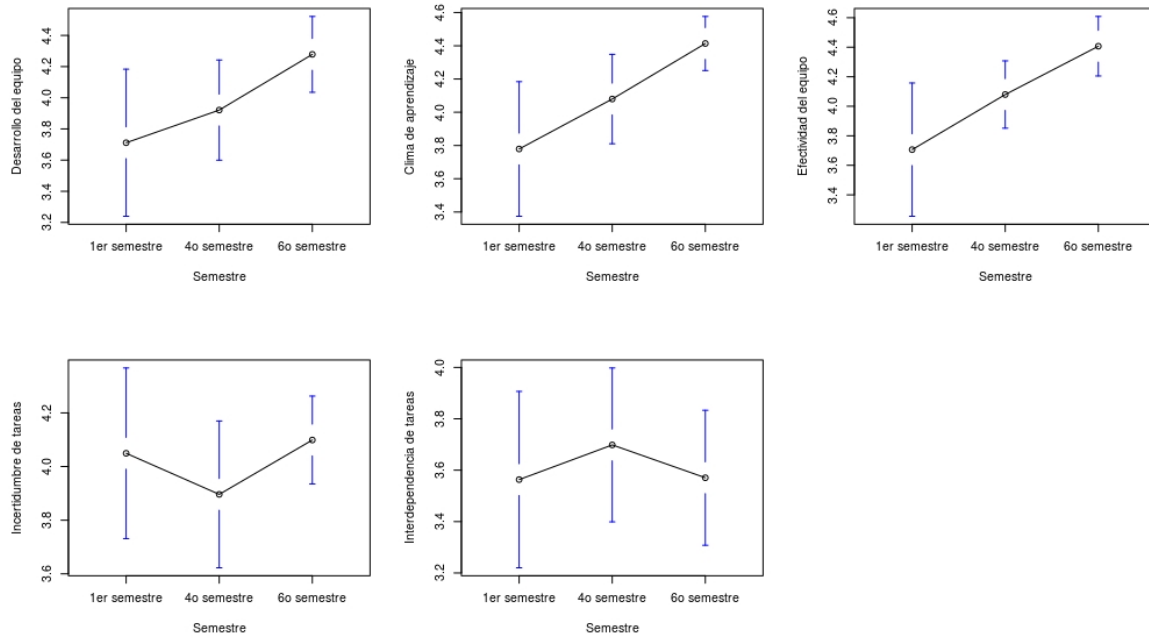 Desarrollo del equipo
3.2 3.4 3.6 3.8 4.0 4.2 4.4
1er semestre 4o semestre 6o semestre
Semestre
Clima de aprendizaje
3.4 3.6 3.8 4.0 4.2 4.4 4.6
1er semestre 4o semestre 6o semestre
Semestre
Efectividad del equipo
3.4 3.6 3.8 4.0 4.2 4.4 4.6
1er semestre 4o semestre 6o semestre
Semestre
Incertidumbre de tareas
3.6 3.8 4.0 4.2
1er semestre 4o semestre 6o semestre
Semestre
Interdependencia de tareas
3.2 3.4 3.6 3.8 4.0
1er semestre 4o semestre 6o semestre
Semestre